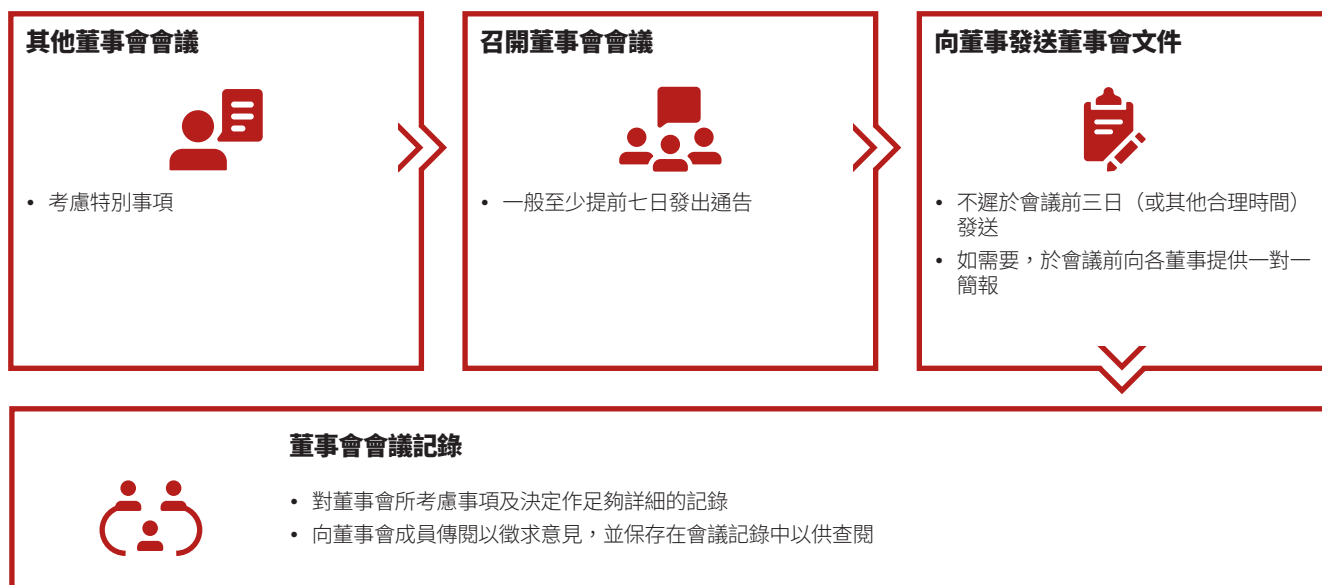 其他董事會會議
• 考慮特別事項
召開董事會會議
• 一般至少提前七日發出通告
向董事發送董事會文件
• 不遲於會議前三日（或其他合理時間）
發送
• 如需要，於會議前向各董事提供一對一
簡報
董事會會議記錄
• 對董事會所考慮事項及決定作足夠詳細的記錄
• 向董事會成員傳閱以徵求意見，並保存在會議記錄中以供查閱